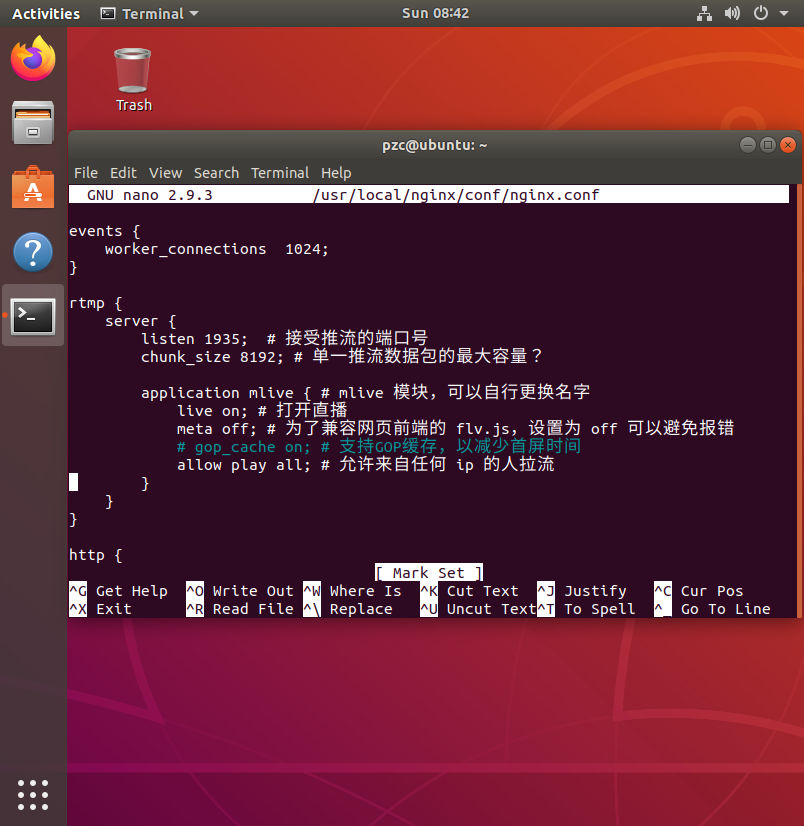 Activities Terminal Sun 08:42
Trash
pzc@ubuntu: ~
File Edit View Search Terminal Help
GNU nano 2.9.3 /usr/local/nginx/conf/nginx.conf
events {
worker_connections 1024;
}
rtmp {
server {
listen 1935; # 接受推流的端口号
chunk_size 8192; # 单一推流数据包的最大容量？
application mlive { # mlive 模块，可以自行更换名字
live on; # 打开直播
meta off; # 为了兼容网页前端的 flv.js，设置为 off 可以避免报错
# gop_cache on; # 支持GOP缓存，以减少首屏时间
allow play all; # 允许来自任何 ip 的人拉流
}
}
}
http {
[ Mark Set ]
^G Get Help ^O Write Out ^W Where Is ^K Cut Text ^J Justify ^C Cur Pos
^X Exit ^R Read File ^\ Replace ^U Uncut Text ^T To Spell ^_ Go To Line